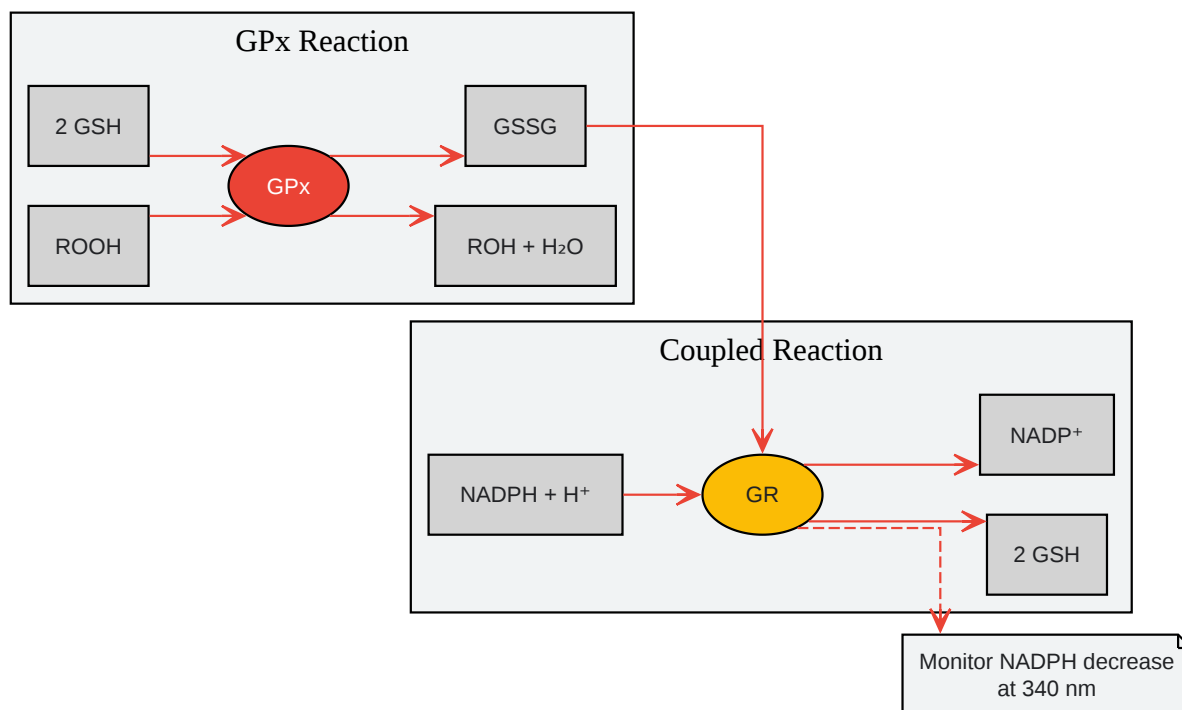 GPx Reaction
2 GSH
GSSG
GPx
ROOH
ROH + H₂O
Coupled Reaction
NADP⁺
NADPH + H⁺
GR
2 GSH
Monitor NADPH decrease
at 340 nm